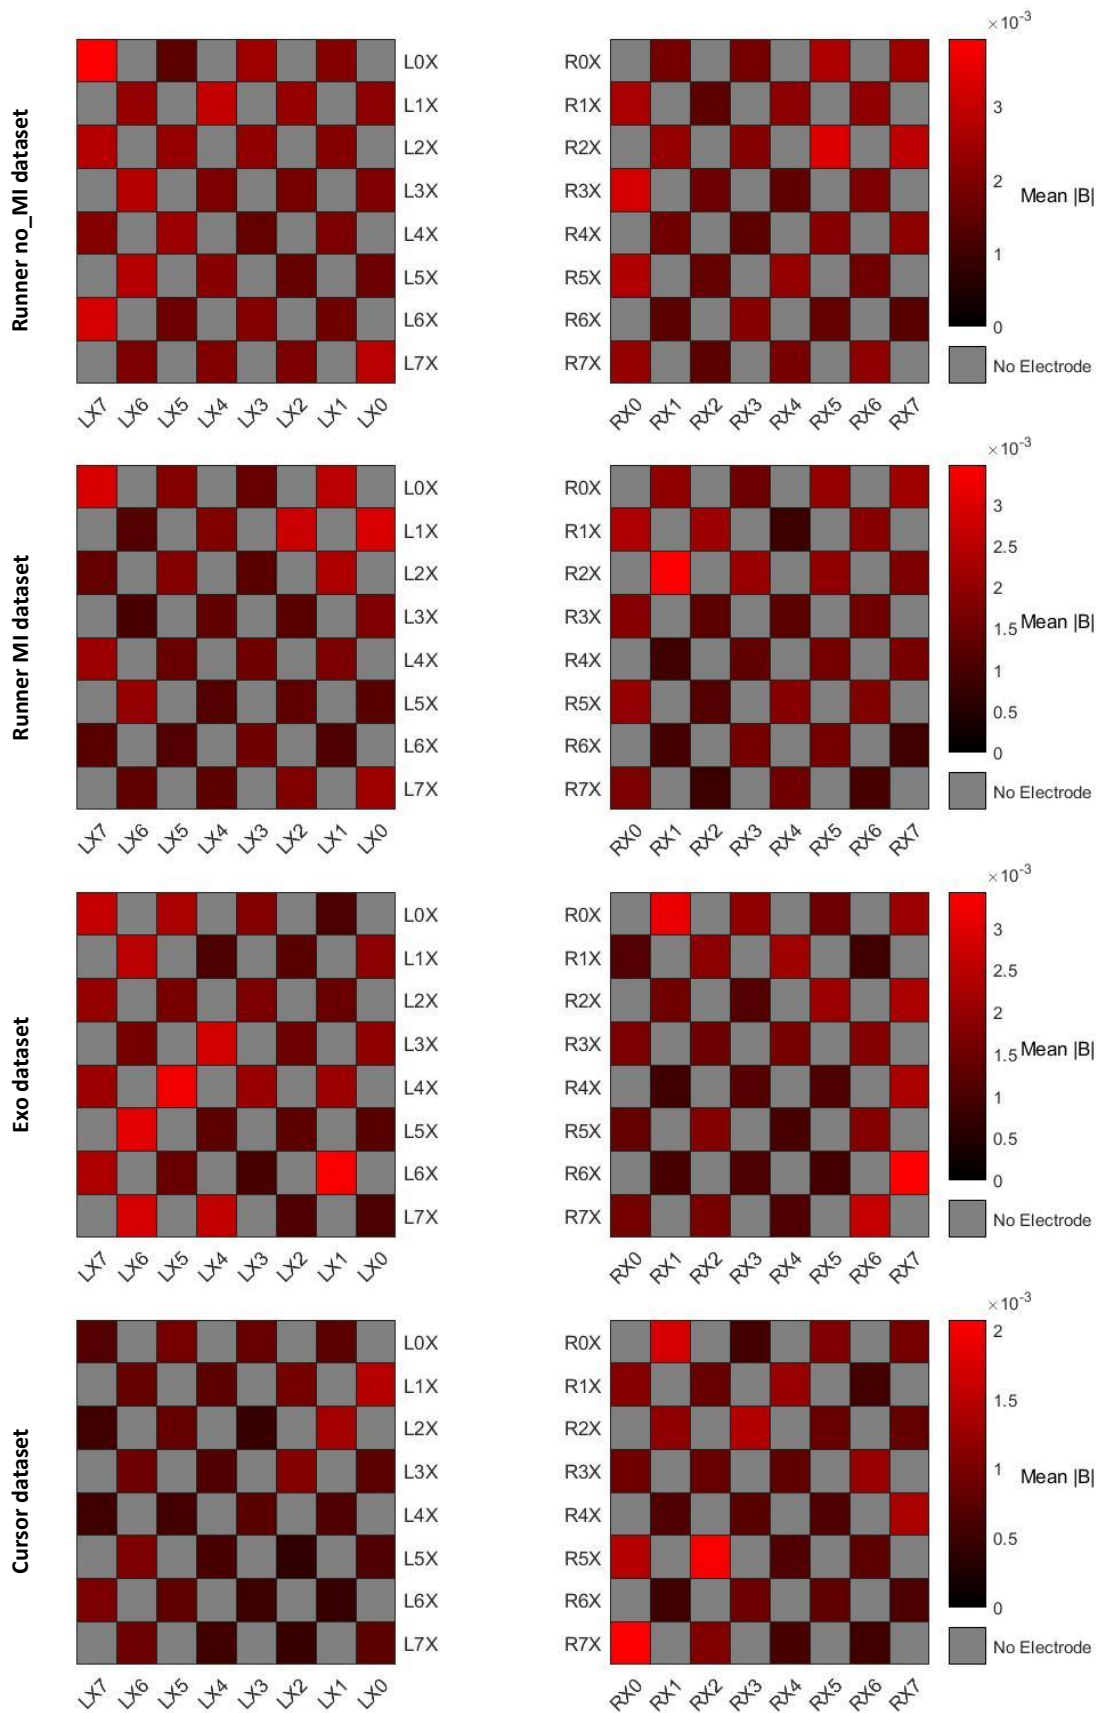 Runner no_MI dataset
L0X
L1X
L2X
L3X
L4X
L5X
L6X
L7X
LX7 LX6 LX5 LX4 LX3 LX2 LX1 LX0
R0X
R1X
R2X
R3X
R4X
R5X
R6X
R7X
RX0 RX1 RX2 RX3 RX4 RX5 RX6 RX7
×10⁻³
3
2
1
0
Mean |B|
No Electrode
Runner MI dataset
L0X
L1X
L2X
L3X
L4X
L5X
L6X
L7X
LX7 LX6 LX5 LX4 LX3 LX2 LX1 LX0
R0X
R1X
R2X
R3X
R4X
R5X
R6X
R7X
RX0 RX1 RX2 RX3 RX4 RX5 RX6 RX7
×10⁻³
3
2.5
2
1.5
1
0.5
0
Mean |B|
No Electrode
Exo dataset
L0X
L1X
L2X
L3X
L4X
L5X
L6X
L7X
LX7 LX6 LX5 LX4 LX3 LX2 LX1 LX0
R0X
R1X
R2X
R3X
R4X
R5X
R6X
R7X
RX0 RX1 RX2 RX3 RX4 RX5 RX6 RX7
×10⁻³
3
2.5
2
1.5
1
0.5
0
Mean |B|
No Electrode
Cursor dataset
L0X
L1X
L2X
L3X
L4X
L5X
L6X
L7X
LX7 LX6 LX5 LX4 LX3 LX2 LX1 LX0
R0X
R1X
R2X
R3X
R4X
R5X
R6X
R7X
RX0 RX1 RX2 RX3 RX4 RX5 RX6 RX7
×10⁻³
2
1.5
1
0.5
0
Mean |B|
No Electrode